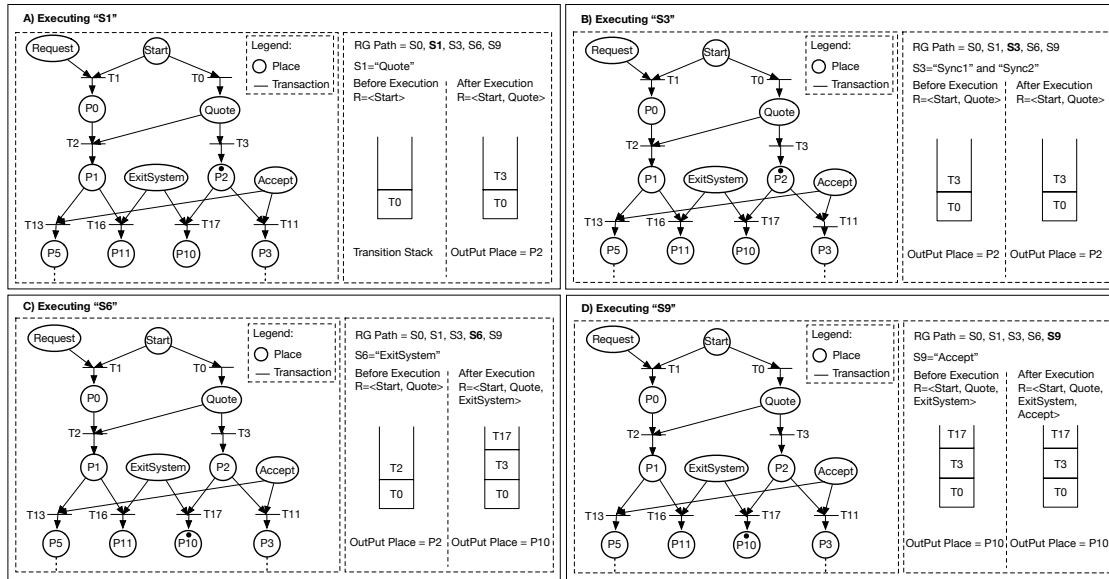 A) Executing “S1”
Request
Start
Legend:
Place
Transaction
T1
T0
P0
Quote
T2
T3
P1
ExitSystem
P2
Accept
T13
T16
T17
T11
P5
P11
P10
P3
RG Path = S0, S1, S3, S6, S9
S1=“Quote”
Before Execution
R=<Start>
After Execution
R=<Start, Quote>
T0
T3
T0
Transition Stack
OutPut Place = P2
B) Executing “S3”
Request
Start
Legend:
Place
Transaction
T1
T0
P0
Quote
T2
T3
P1
ExitSystem
P2
Accept
T13
T16
T17
T11
P5
P11
P10
P3
RG Path = S0, S1, S3, S6, S9
S3=“Sync1” and “Sync2”
Before Execution
R=<Start, Quote>
After Execution
R=<Start, Quote>
T3
T0
T3
T0
OutPut Place = P2
OutPut Place = P2
C) Executing “S6”
Request
Start
Legend:
Place
Transaction
T1
T0
P0
Quote
T2
T3
P1
ExitSystem
P2
Accept
T13
T16
T17
T11
P5
P11
P10
P3
RG Path = S0, S1, S3, S6, S9
S6=“ExitSystem”
Before Execution
R=<Start, Quote>
After Execution
R=<Start, Quote,
ExitSystem>
T2
T0
T17
T3
T0
OutPut Place = P2
OutPut Place = P10
D) Executing “S9”
Request
Start
Legend:
Place
Transaction
T1
T0
P0
Quote
T2
T3
P1
ExitSystem
P2
Accept
T13
T16
T17
T11
P5
P11
P10
P3
RG Path = S0, S1, S3, S6, S9
S9=“Accept”
Before Execution
R=<Start, Quote,
ExitSystem>
After Execution
R=<Start, Quote,
ExitSystem,
Accept>
T17
T3
T0
T17
T3
T0
OutPut Place = P10
OutPut Place = P10